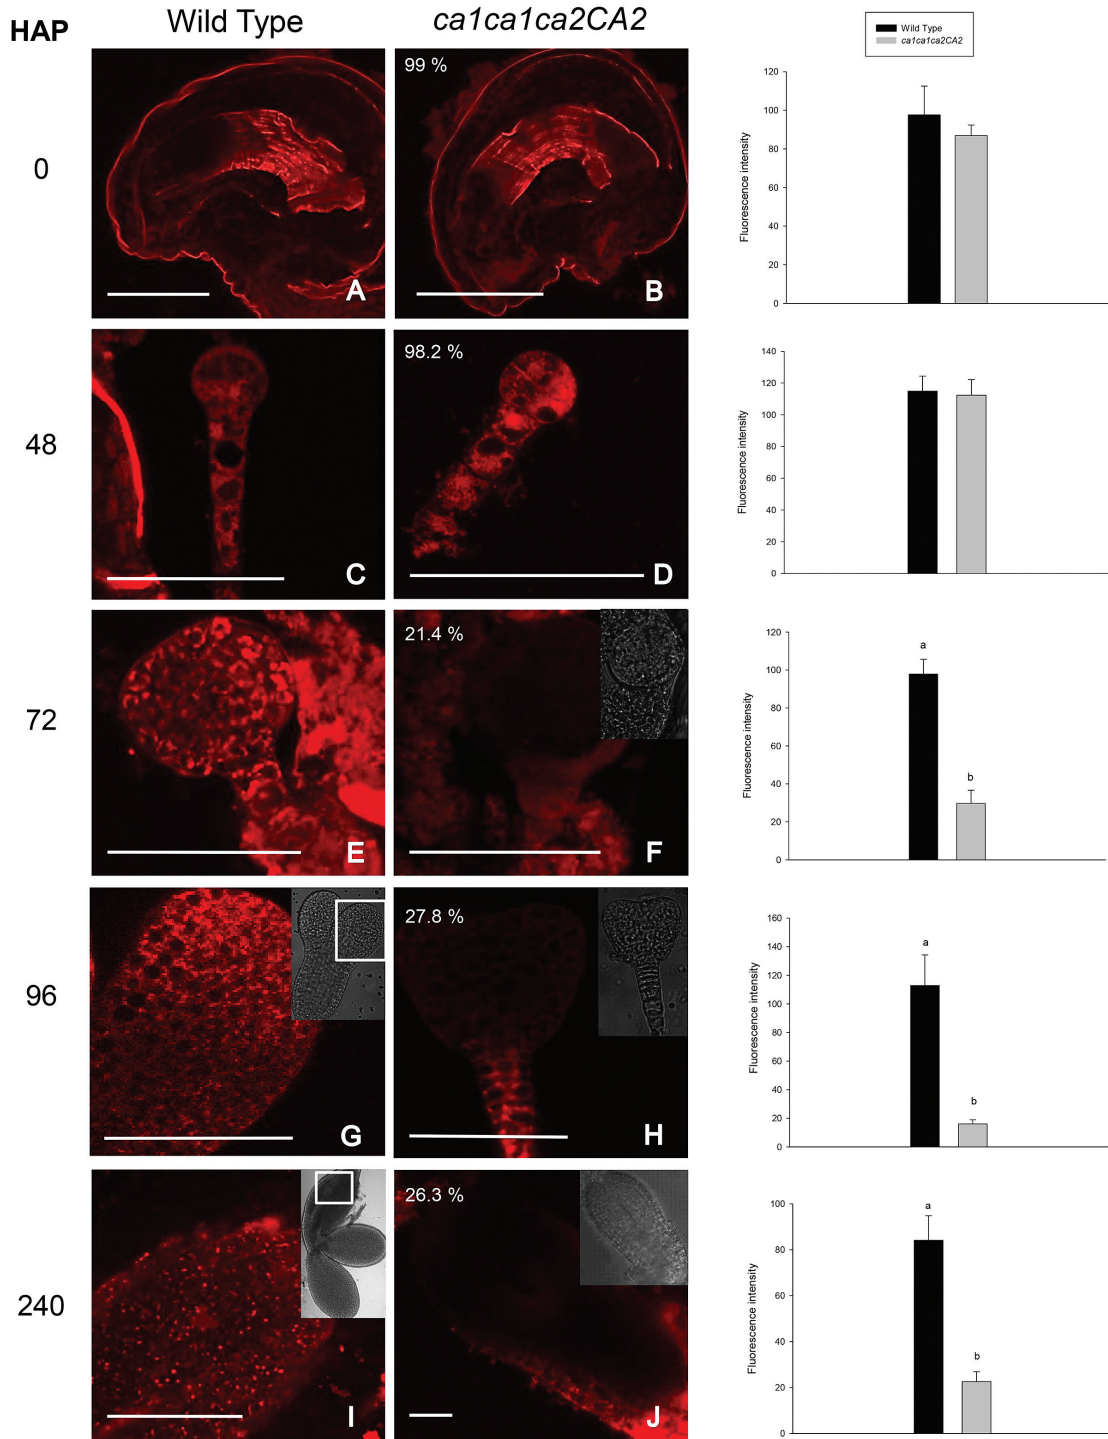 HAP
Wild Type
ca1ca1ca2CA2
Wild Type
ca1ca1ca2CA2
0
99 %
A
B
Fluorescence intensity
120
100
80
60
40
20
0
48
98.2 %
C
D
Fluorescence intensity
140
120
100
80
60
40
20
0
72
21.4 %
E
F
Fluorescence intensity
120
100
80
60
40
20
0
a
b
96
27.8 %
G
H
Fluorescence intensity
160
140
120
100
80
60
40
20
0
a
b
240
26.3 %
I
J
Fluorescence intensity
100
80
60
40
20
0
a
b